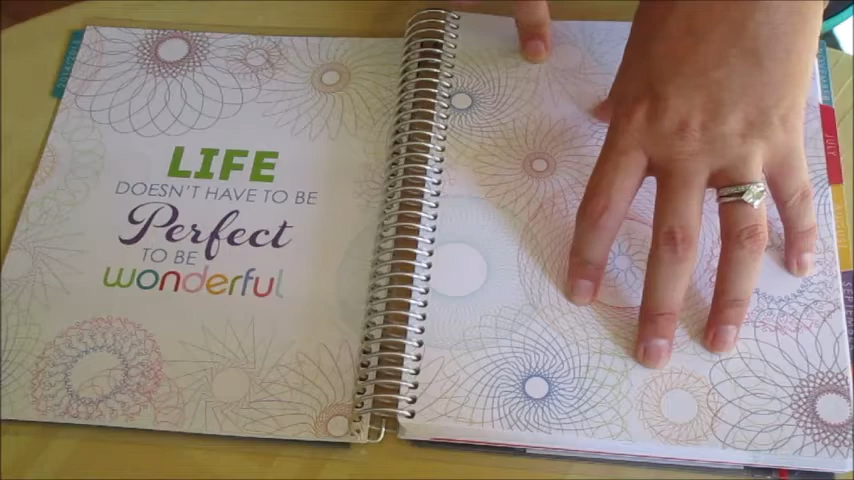 LIFE
DOESN'T HAVE TO BE
Perfect
TO BE
wonderful
JULY